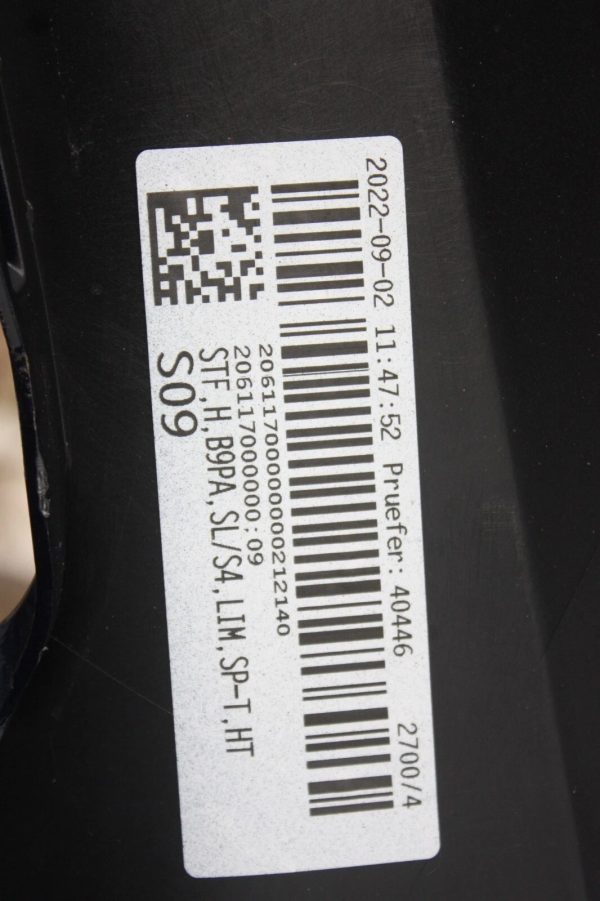 2022-09-02 11:47:52 Pruefer: 40446 2700/4
20611700000000212140
206117000000;09
STF,H,B9PA,SL/S4,LIM,SP-T,HT
S09